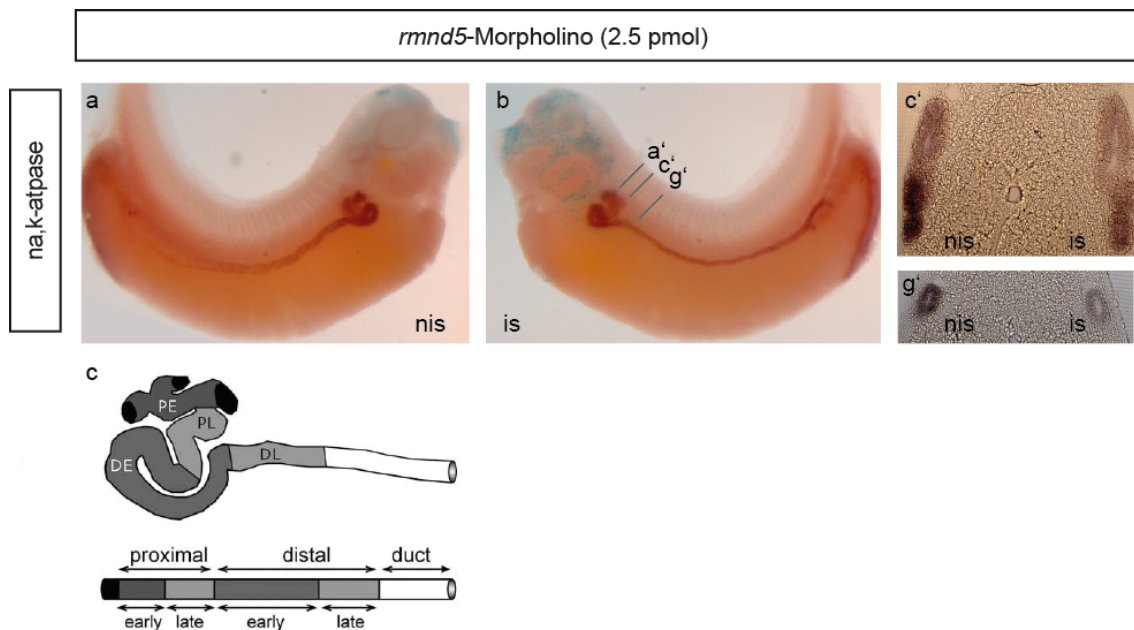 rmnd5-Morpholino (2.5 pmol)
na,k-atpase
a
nis
b
a'
c'
g'
is
c'
nis
is
g'
nis
is
c
PE
PL
DE
DL
proximal
distal
duct
early
late
early
late